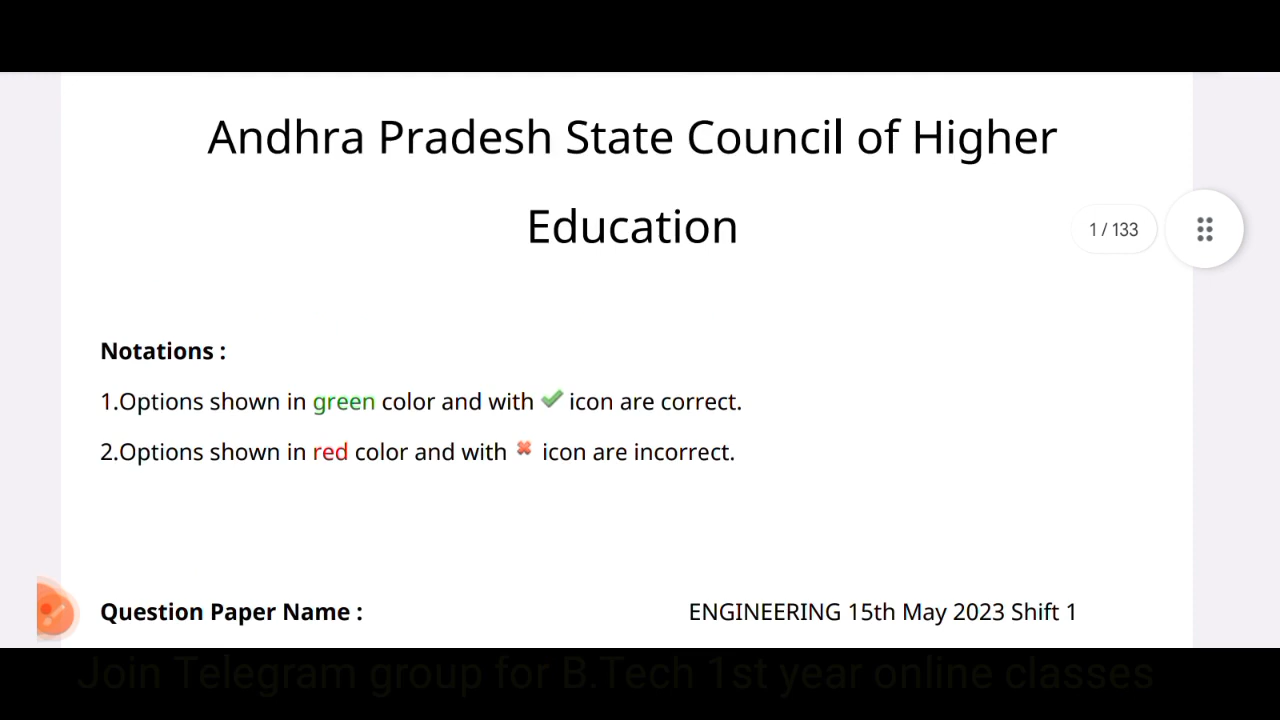 Andhra Pradesh State Council of Higher
Education
1 / 133
Notations :
1.Options shown in green color and with icon are correct.
2.Options shown in red color and with icon are incorrect.
Question Paper Name :
ENGINEERING 15th May 2023 Shift 1
Join Telegram group for B.Tech 1st year online classes